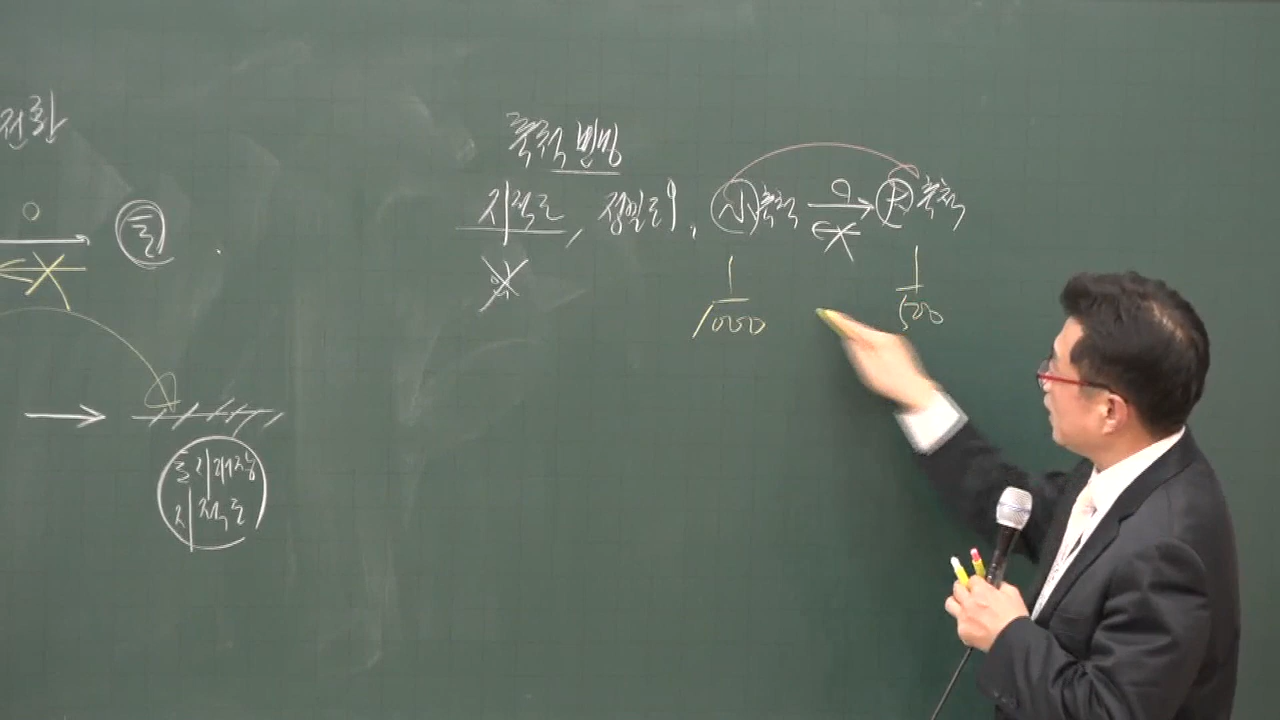 전환
축척 변경
지적도, 정밀도↑, 小축척 → 大축척
1/1000
1/500
토지대장
지적도